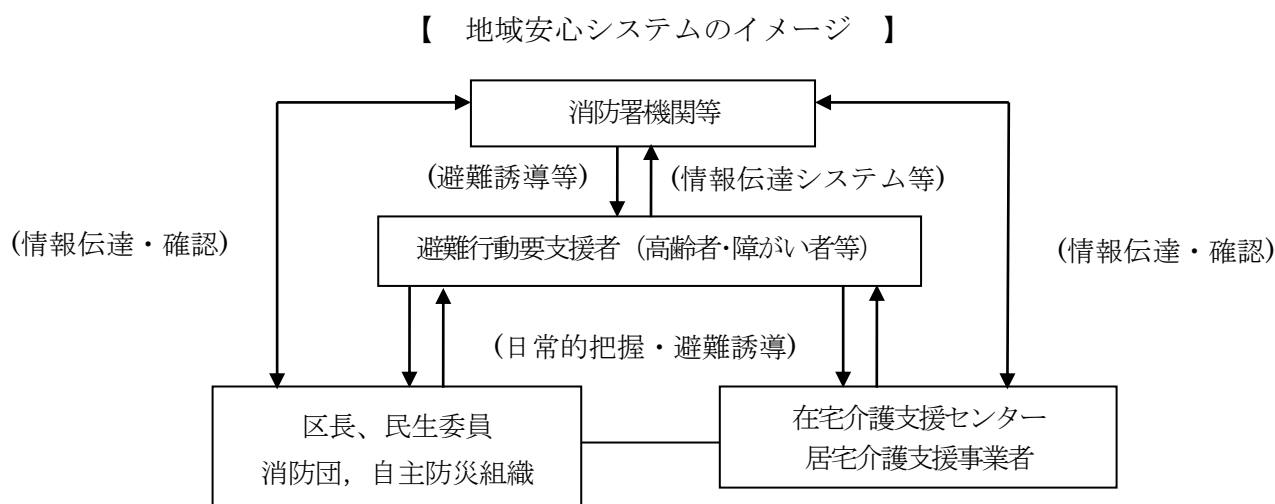 【　地域安心システムのイメージ　】
消防署機関等
(避難誘導等)
(情報伝達システム等)
(情報伝達・確認)
避難行動要支援者（高齢者・障がい者等）
(情報伝達・確認)
(日常的把握・避難誘導)
区長、民生委員
消防団，自主防災組織
在宅介護支援センター
居宅介護支援事業者